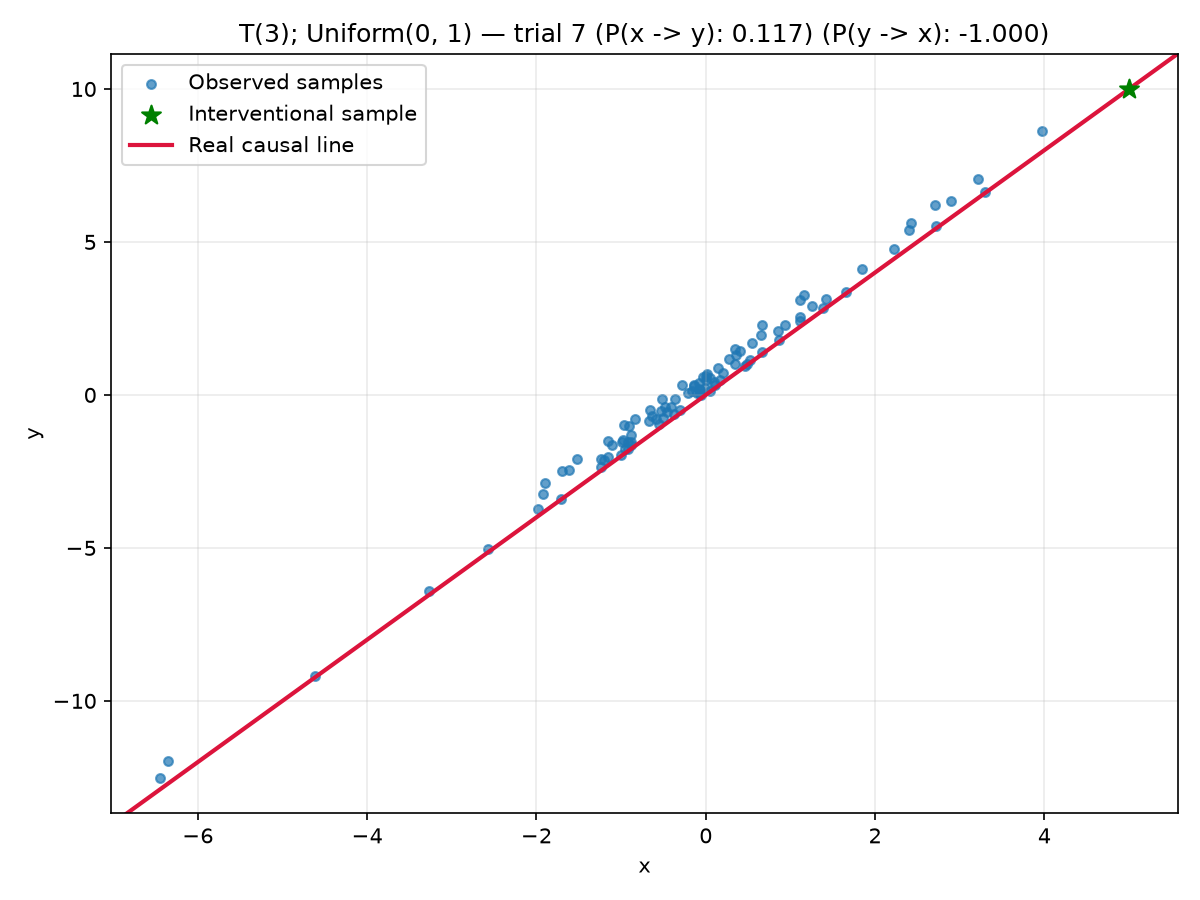 T(3); Uniform(0, 1) — trial 7 (P(x -> y): 0.117) (P(y -> x): -1.000)
Observed samples
Interventional sample
Real causal line
10
5
0
−5
−10
y
−6
−4
−2
0
2
4
x